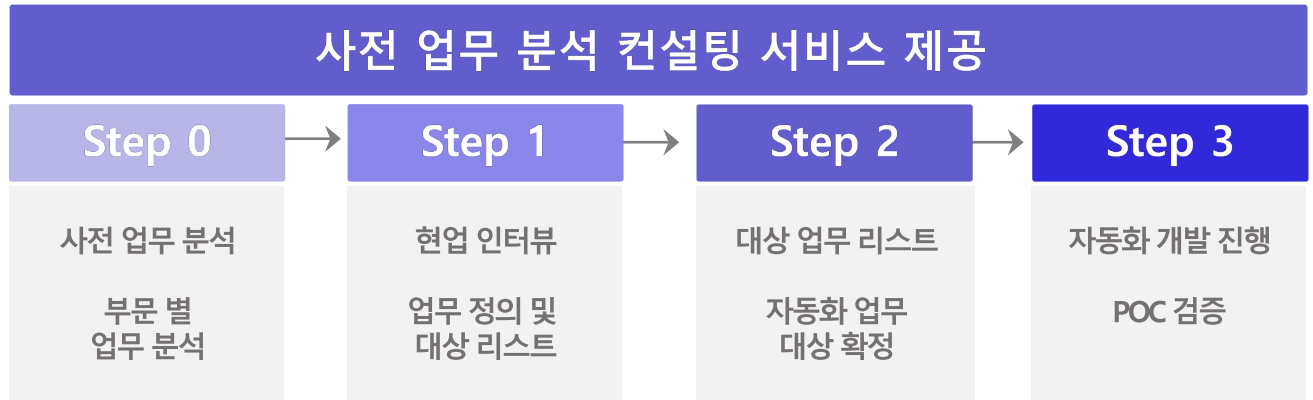 사전 업무 분석 컨설팅 서비스 제공
Step 0
Step 1
Step 2
Step 3
사전 업무 분석
부문 별
업무 분석
현업 인터뷰
업무 정의 및
대상 리스트
대상 업무 리스트
자동화 업무
대상 확정
자동화 개발 진행
POC 검증